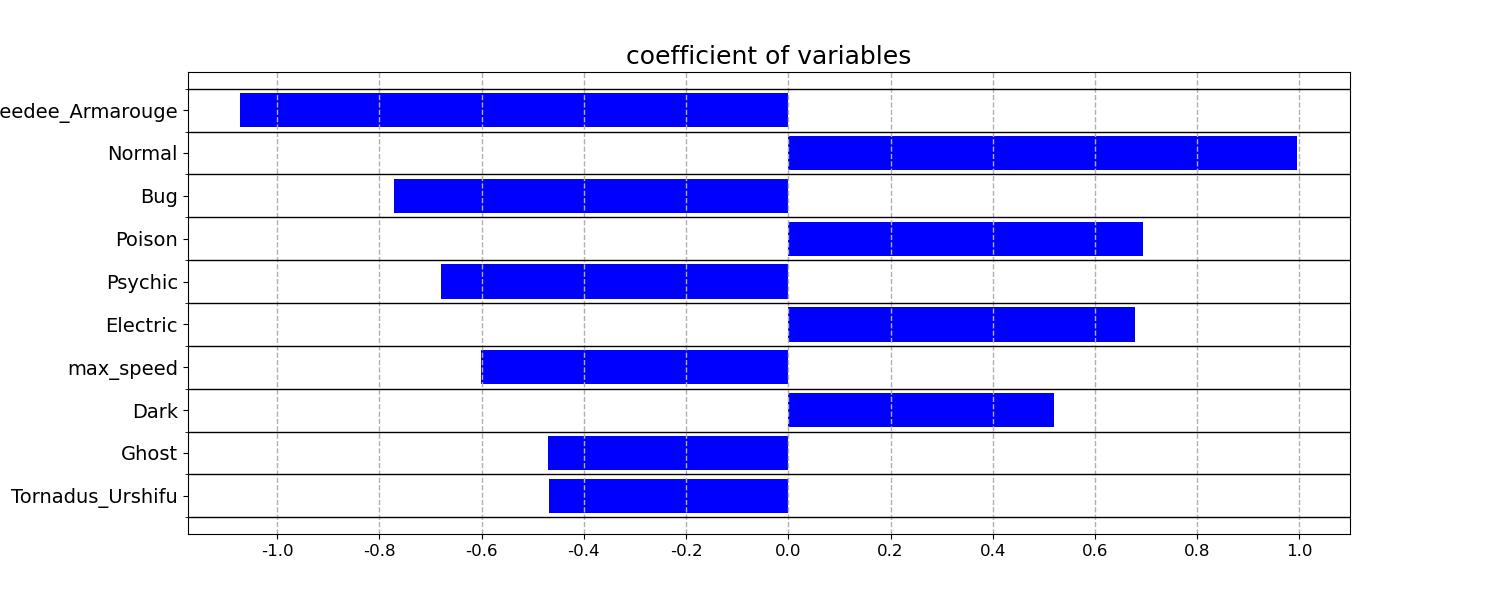 coefficient of variables
eedee_Armarouge
Normal
Bug
Poison
Psychic
Electric
max_speed
Dark
Ghost
Tornadus_Urshifu
-1.0 -0.8 -0.6 -0.4 -0.2 0.0 0.2 0.4 0.6 0.8 1.0